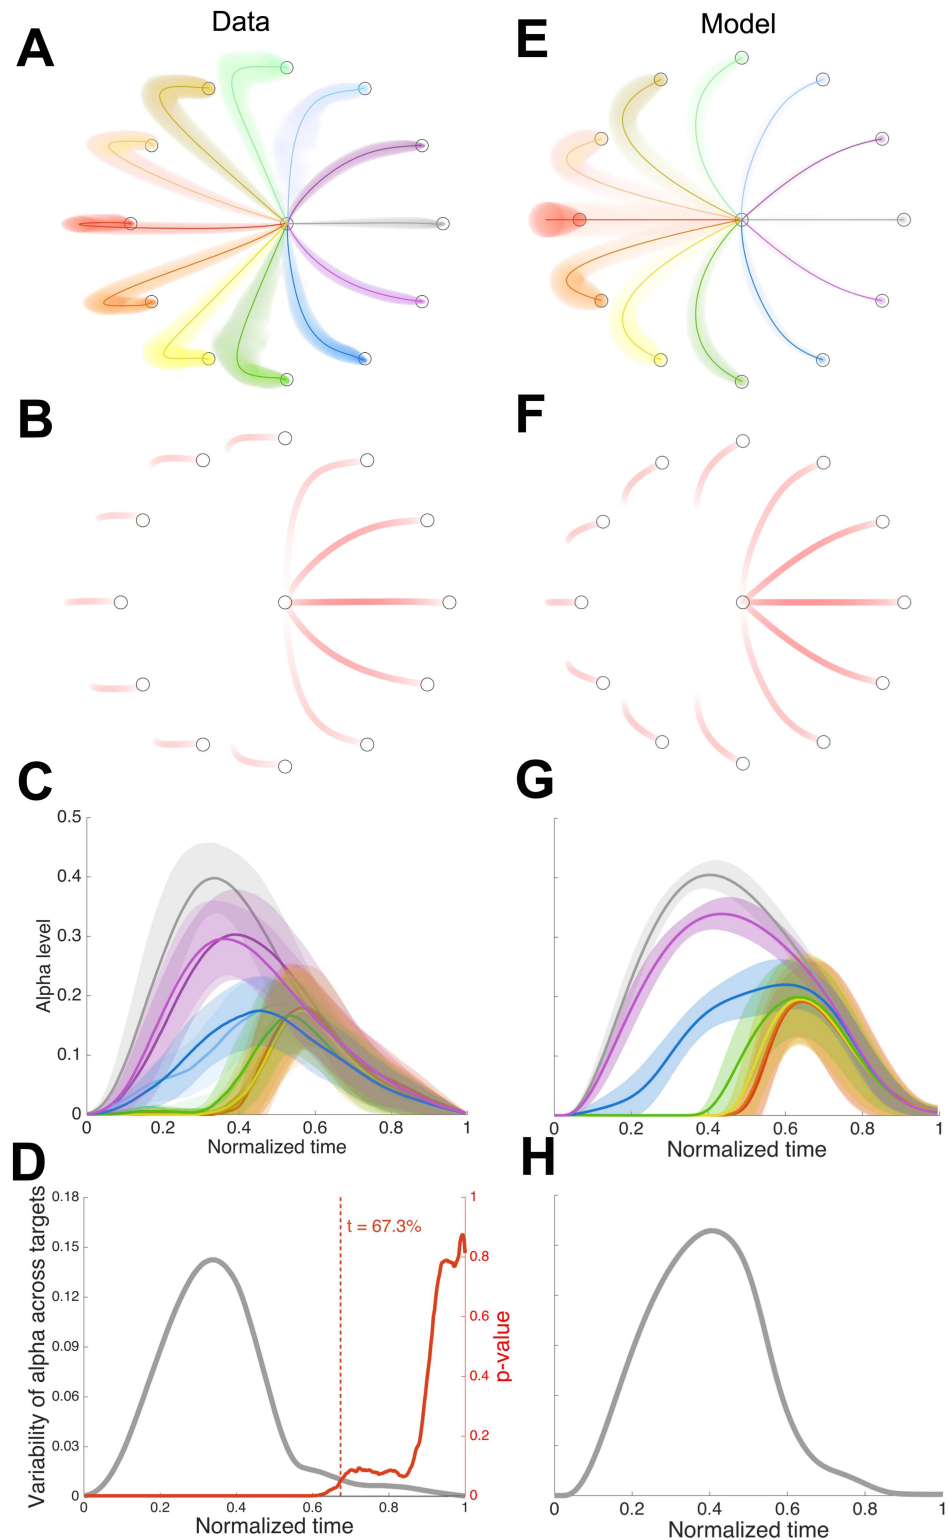 Data
Model
A
E
B
F
C
G
0.5
0.4
0.3
0.2
0.1
0
Alpha level
0 0.2 0.4 0.6 0.8 1
Normalized time
0 0.2 0.4 0.6 0.8 1
Normalized time
D
H
0.18
0.15
0.12
0.09
0.06
0.03
0
Variability of alpha across targets
t = 67.3%
1
0.8
0.6
0.4
0.2
0
p-value
0 0.2 0.4 0.6 0.8 1
Normalized time
0 0.2 0.4 0.6 0.8 1
Normalized time